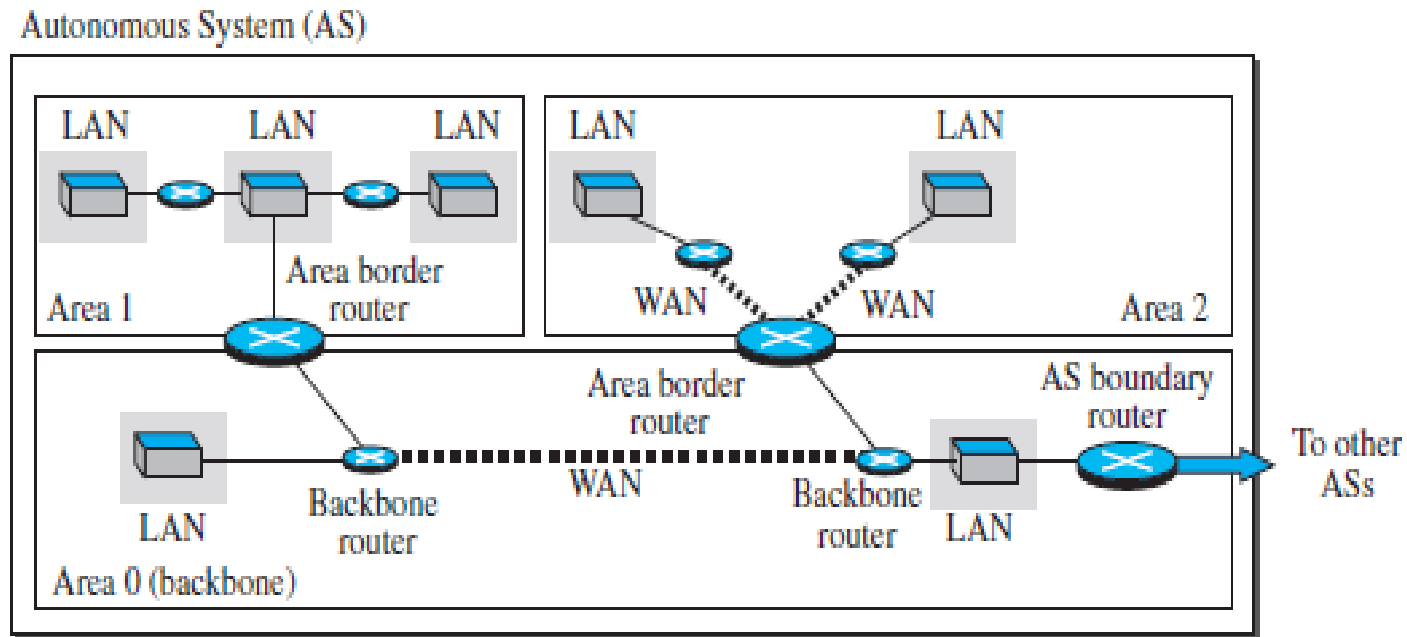 Autonomous System (AS)
LAN
LAN
LAN
Area border
router
Area 1
LAN
LAN
WAN
WAN
Area 2
Area border
router
AS boundary
router
To other
ASs
LAN
Backbone
router
WAN
Backbone
router
LAN
Area 0 (backbone)